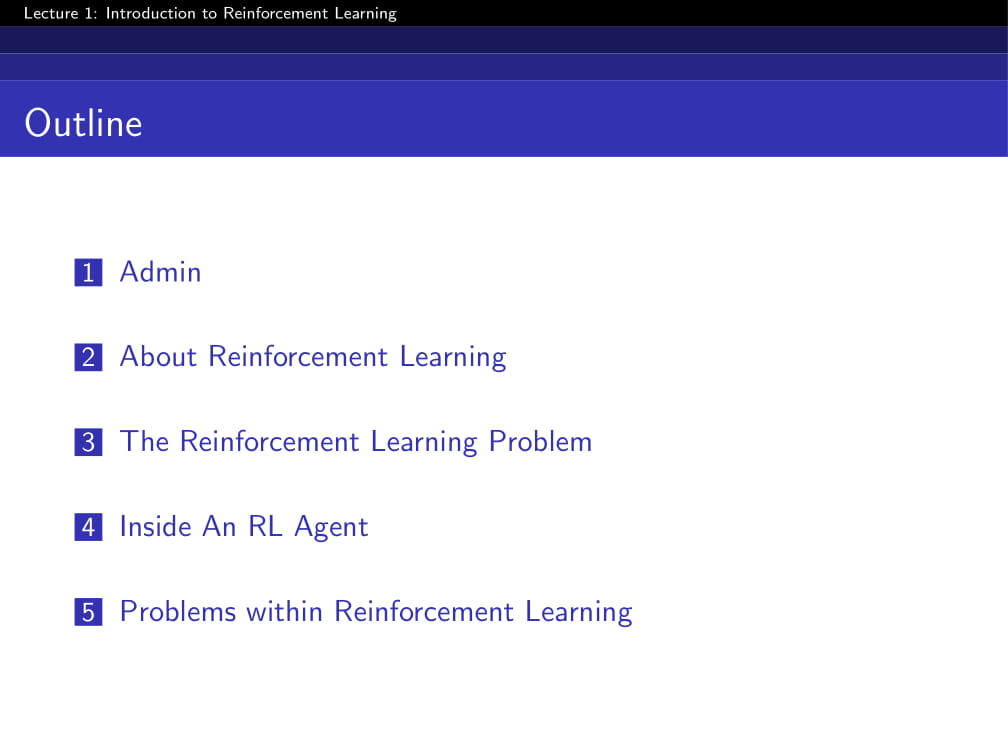 Lecture 1: Introduction to Reinforcement Learning
Outline
1 Admin
2 About Reinforcement Learning
3 The Reinforcement Learning Problem
4 Inside An RL Agent
5 Problems within Reinforcement Learning